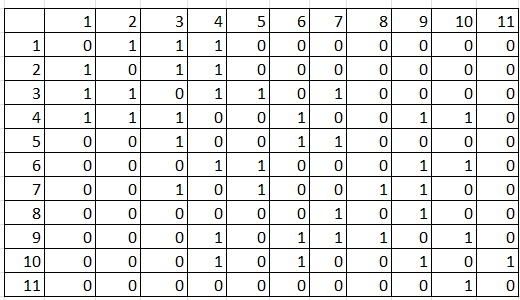 1 2 3 4 5 6 7 8 9 10 11
1 0 1 1 1 0 0 0 0 0 0 0
2 1 0 1 1 0 0 0 0 0 0 0
3 1 1 0 1 1 0 1 0 0 0 0
4 1 1 1 0 0 1 0 0 1 1 0
5 0 0 1 0 0 1 1 0 0 0 0
6 0 0 0 1 1 0 0 0 1 1 0
7 0 0 1 0 1 0 0 1 1 0 0
8 0 0 0 0 0 0 1 0 1 0 0
9 0 0 0 1 0 1 1 1 0 1 0
10 0 0 0 1 0 1 0 0 1 0 1
11 0 0 0 0 0 0 0 0 0 1 0